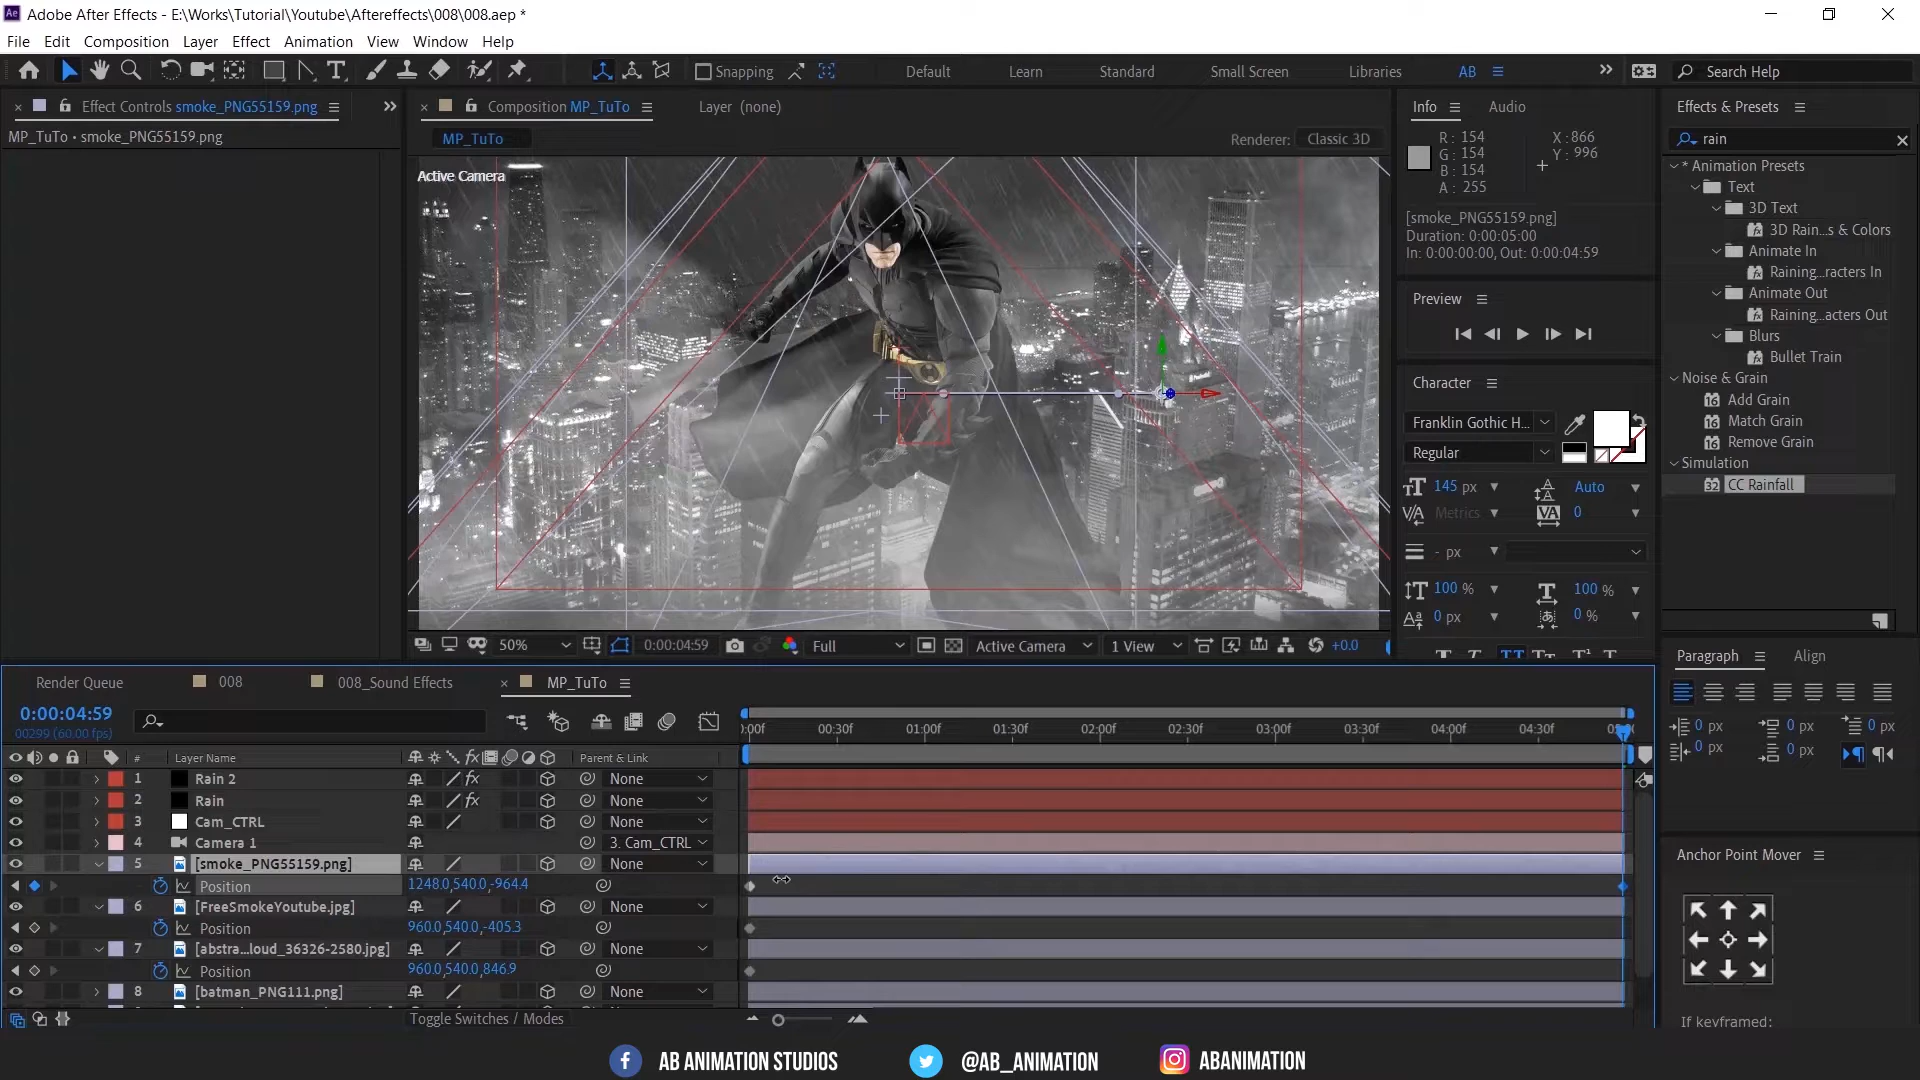 Adobe After Effects - E:\Works\Tutorial\Youtube\Aftereffects\008\008.aep *
File Edit Composition Layer Effect Animation View Window Help
Snapping Default Learn Standard Small Screen Libraries AB Search Help
Effect Controls smoke_PNG55159.png
MP_TuTo • smoke_PNG55159.png
Composition MP_TuTo Layer (none)
MP_TuTo Renderer: Classic 3D
Active Camera
50% 0:00:04:59 Full Active Camera 1 View +0.0
Info Audio
R : 154 X : 866
G : 154 Y : 996
B : 154
A : 255
[smoke_PNG55159.png]
Duration: 0:00:05:00
In: 0:00:00:00, Out: 0:00:04:59
Preview
Character
Franklin Gothic H...
Regular
145 px Auto
Metrics 0
- px
100 % 100 %
0 px 0 %
Effects & Presets
rain
* Animation Presets
Text
3D Text
3D Rain...s & Colors
Animate In
Raining...racters In
Animate Out
Raining...acters Out
Blurs
Bullet Train
Noise & Grain
Add Grain
Match Grain
Remove Grain
Simulation
CC Rainfall
Paragraph Align
0 px 0 px 0 px
0 px 0 px
Anchor Point Mover
If keyframed:
Render Queue 008 008_Sound Effects MP_TuTo
0:00:04:59
00299 (60.00 fps)
00f 00:30f 01:00f 01:30f 02:00f 02:30f 03:00f 03:30f 04:00f 04:30f
# Layer Name Parent & Link
1 Rain 2 None
2 Rain None
3 Cam_CTRL None
4 Camera 1 3. Cam_CTRL
5 [smoke_PNG55159.png] None
Position 1248.0,540.0,-964.4
6 [FreeSmokeYoutube.jpg] None
Position 960.0,540.0,-405.3
7 [abstra...loud_36326-2580.jpg] None
Position 960.0,540.0,846.9
8 [batman_PNG111.png] None
Toggle Switches / Modes
AB ANIMATION STUDIOS @AB_ANIMATION ABANIMATION